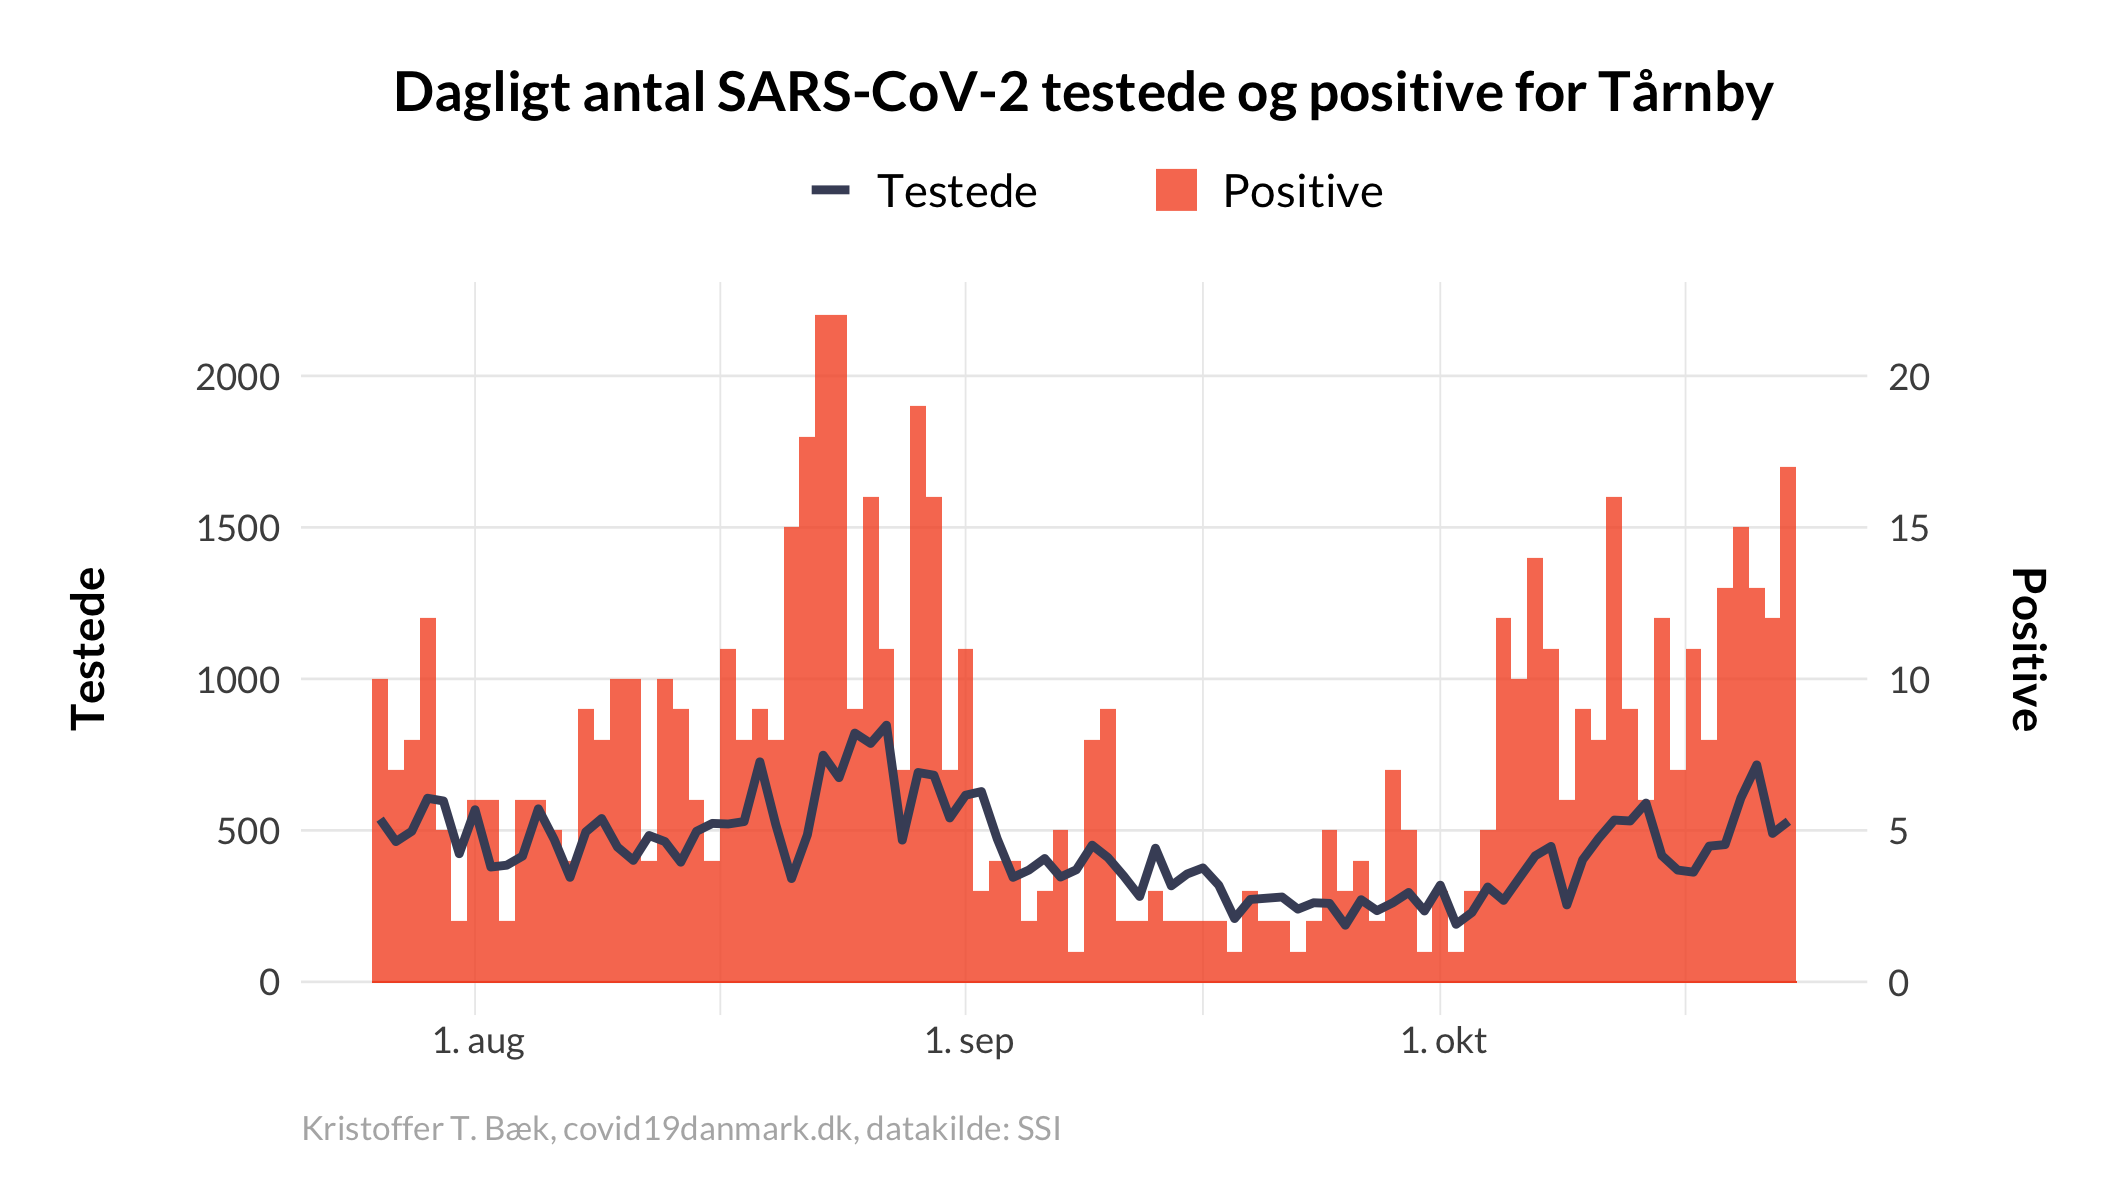 Dagligt antal SARS-CoV-2 testede og positive for Tårnby
Testede
Positive
2000
1500
1000
500
0
20
15
10
5
0
Testede
Positive
1. aug
1. sep
1. okt
Kristoffer T. Bæk, covid19danmark.dk, datakilde: SSI